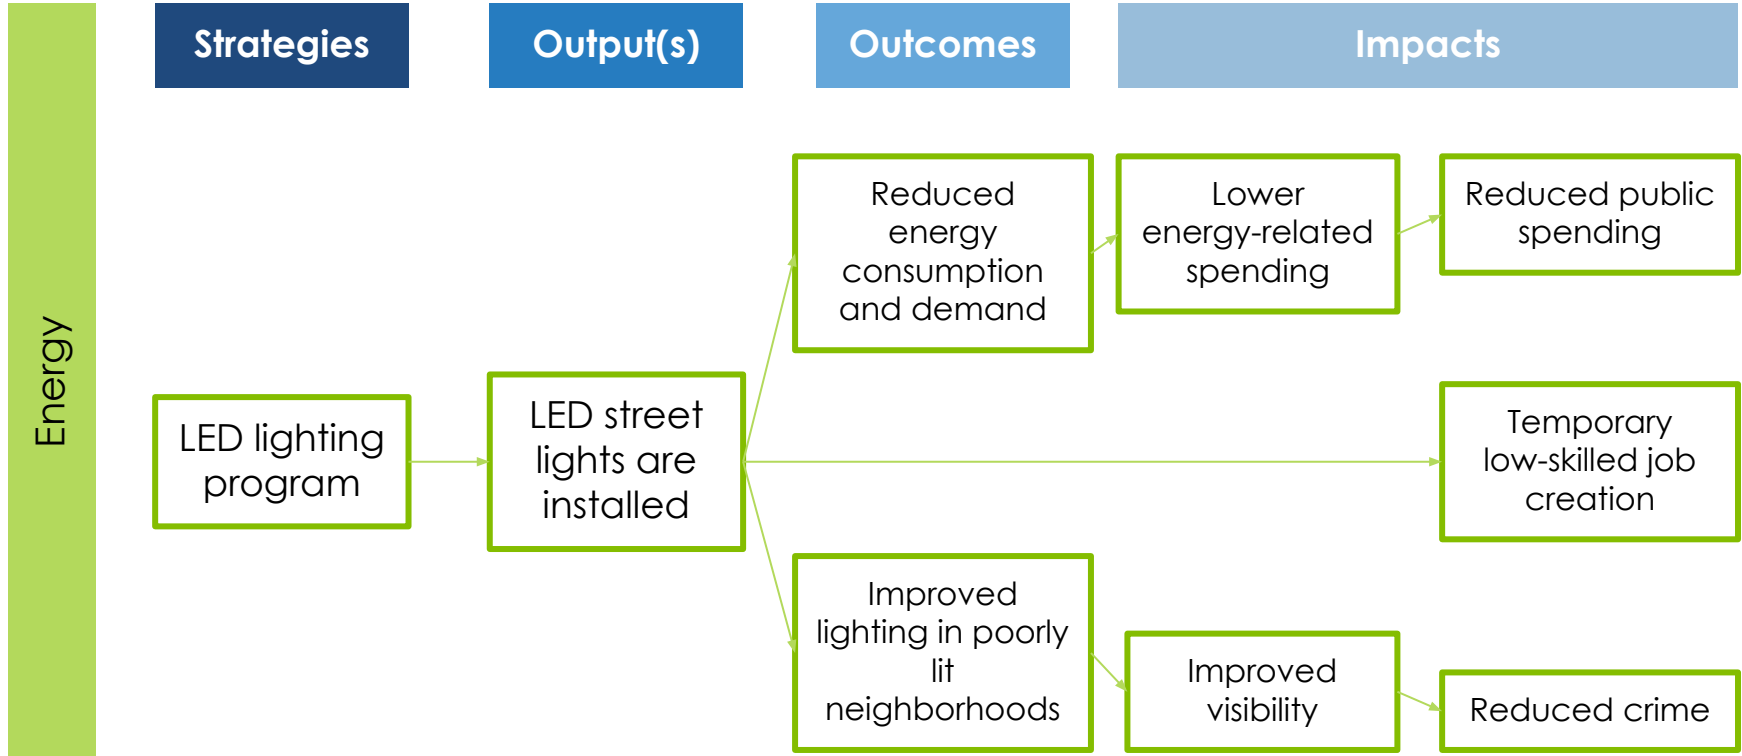 Strategies
Output(s)
Outcomes
Impacts
Energy
LED lighting
program
LED street
lights are
installed
Reduced
energy
consumption
and demand
Lower
energy-related
spending
Reduced public
spending
Temporary
low-skilled job
creation
Improved
lighting in poorly
lit
neighborhoods
Improved
visibility
Reduced crime